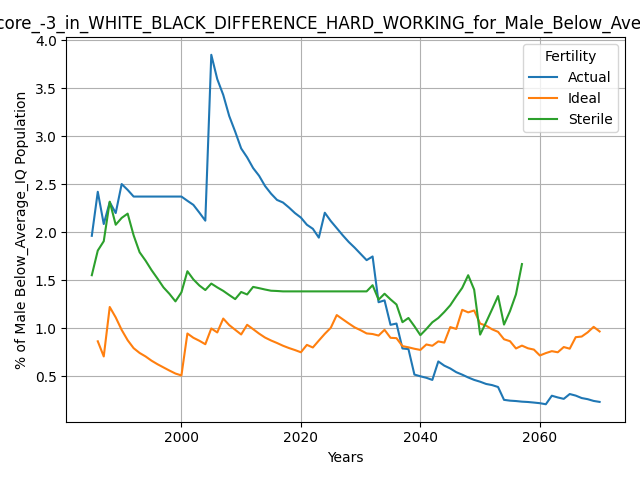 core_-3_in_WHITE_BLACK_DIFFERENCE_HARD_WORKING_for_Male_Below_Ave
4.0
3.5
3.0
2.5
2.0
1.5
1.0
0.5
% of Male Below_Average_IQ Population
Fertility
Actual
Ideal
Sterile
2000
2020
2040
2060
Years